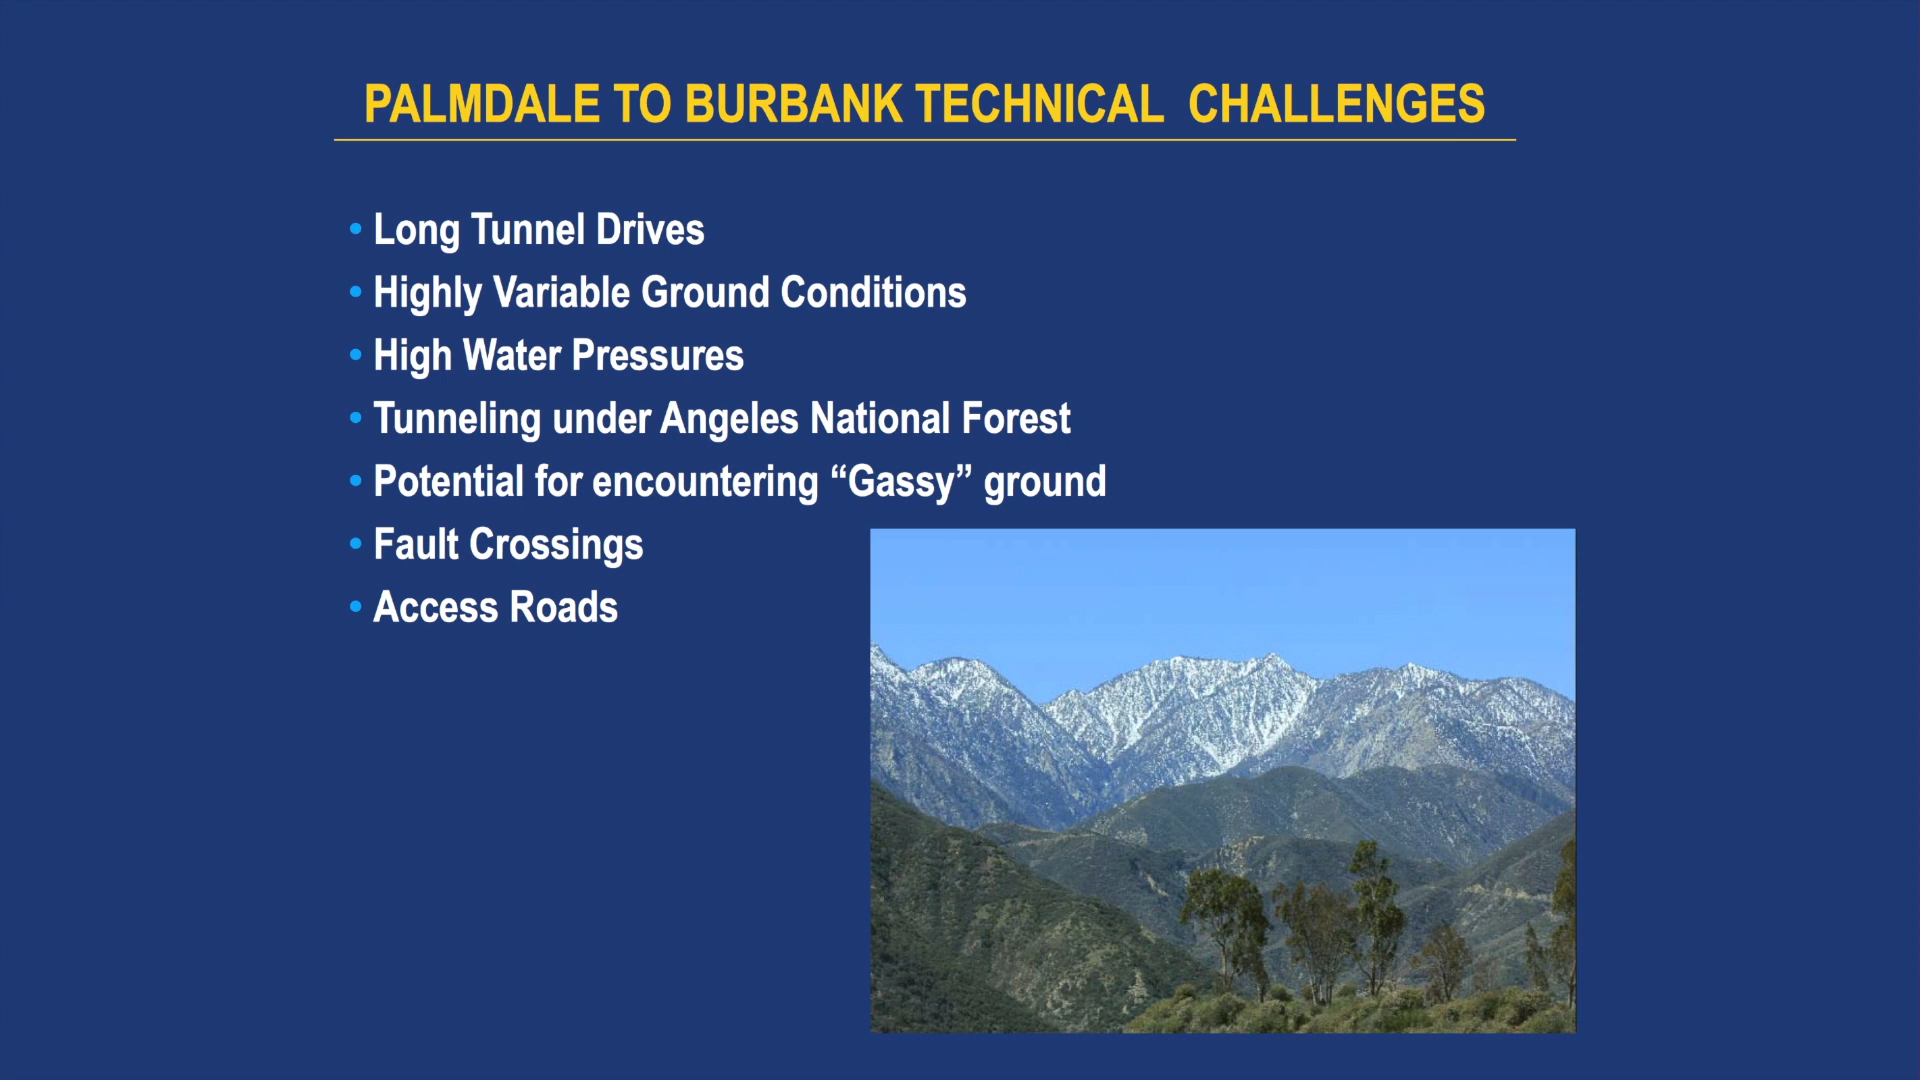 PALMDALE TO BURBANK TECHNICAL CHALLENGES
• Long Tunnel Drives
• Highly Variable Ground Conditions
• High Water Pressures
• Tunneling under Angeles National Forest
• Potential for encountering “Gassy” ground
• Fault Crossings
• Access Roads